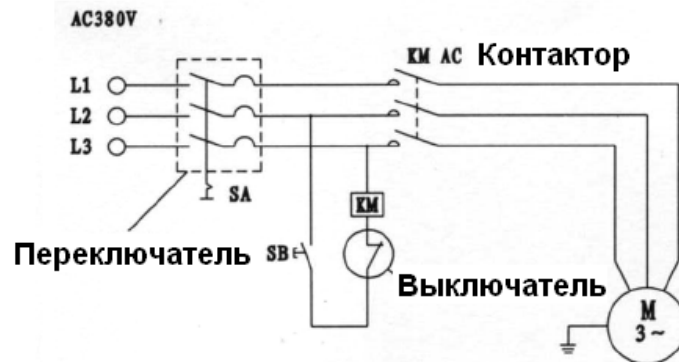 AC380V
KM AC Контактор
L1
L2
L3
SA
KM
Переключатель
SB
Выключатель
M
3~